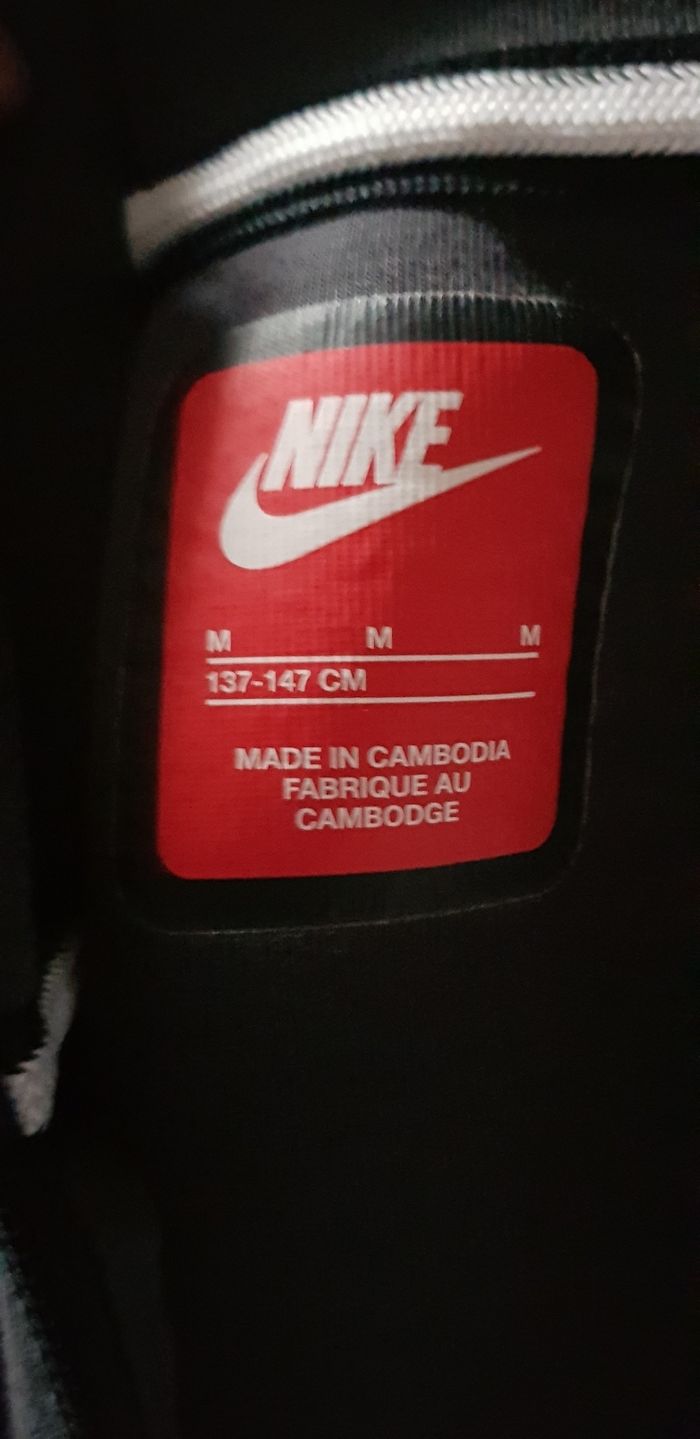 NIKE
M M M
137-147 CM
MADE IN CAMBODIA
FABRIQUE AU
CAMBODGE